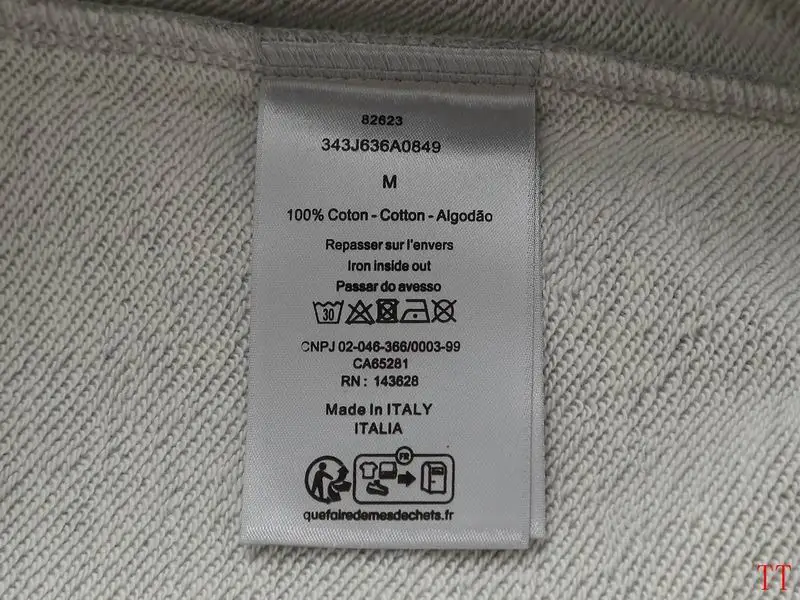 82623
343J636A0849
M
100% Coton - Cotton - Algodão
Repasser sur l'envers
Iron inside out
Passar do avesso
30
CNPJ 02-046-366/0003-99
CA65281
RN : 143628
Made In ITALY
ITALIA
FR
quefairedemesdechets.fr
TT